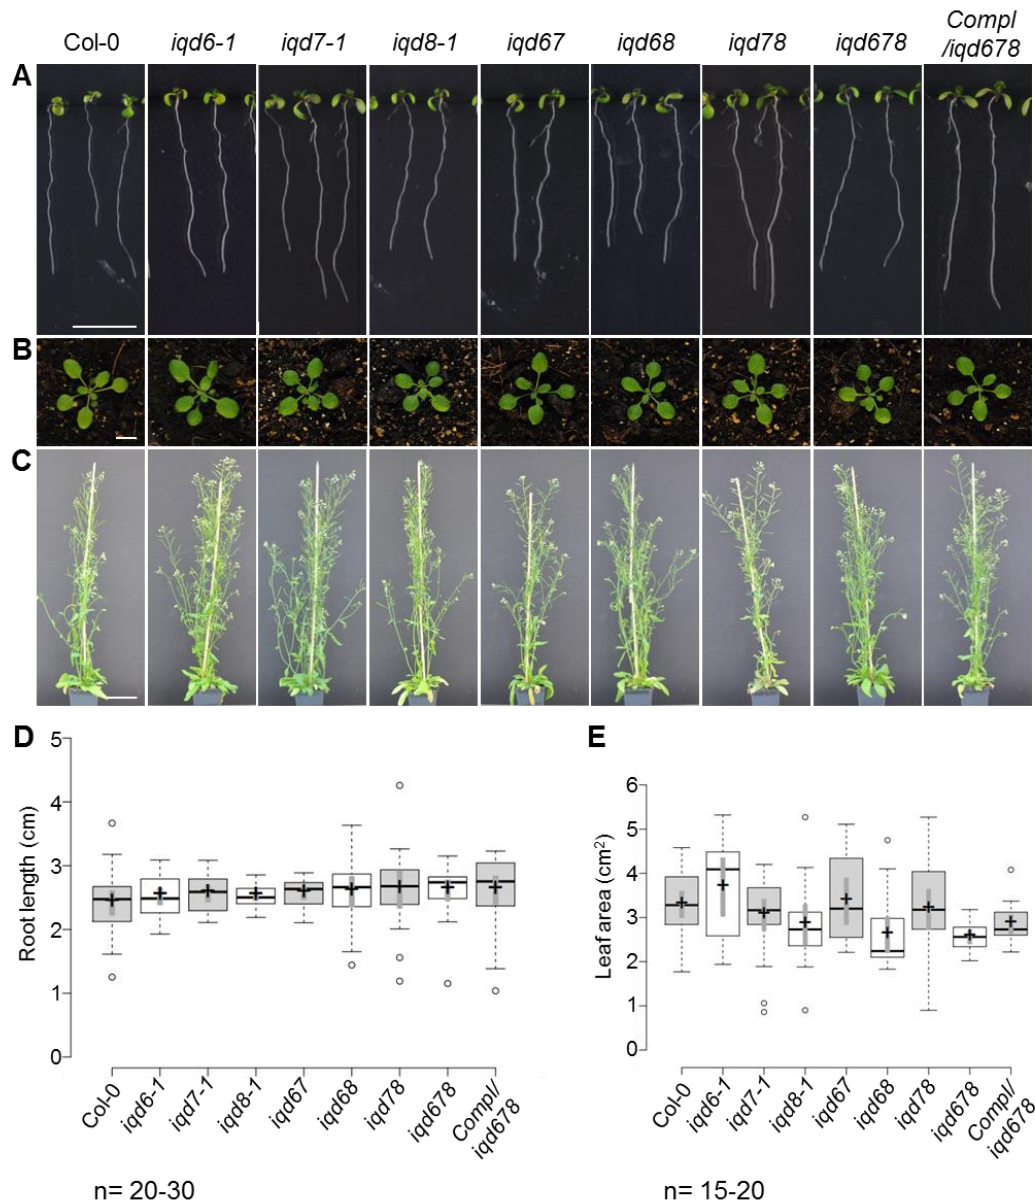 Col-0 iqd6-1 iqd7-1 iqd8-1 iqd67 iqd68 iqd78 iqd678 Compl
/iqd678
A
B
C
D
Root length (cm)
5
4
3
2
1
0
Col-0
iqd6-1
iqd7-1
iqd8-1
iqd67
iqd68
iqd78
iqd678
Compl/
iqd678
n= 20-30
E
Leaf area (cm²)
6
5
4
3
2
1
0
Col-0
iqd6-1
iqd7-1
iqd8-1
iqd67
iqd68
iqd78
iqd678
Compl/
iqd678
n= 15-20